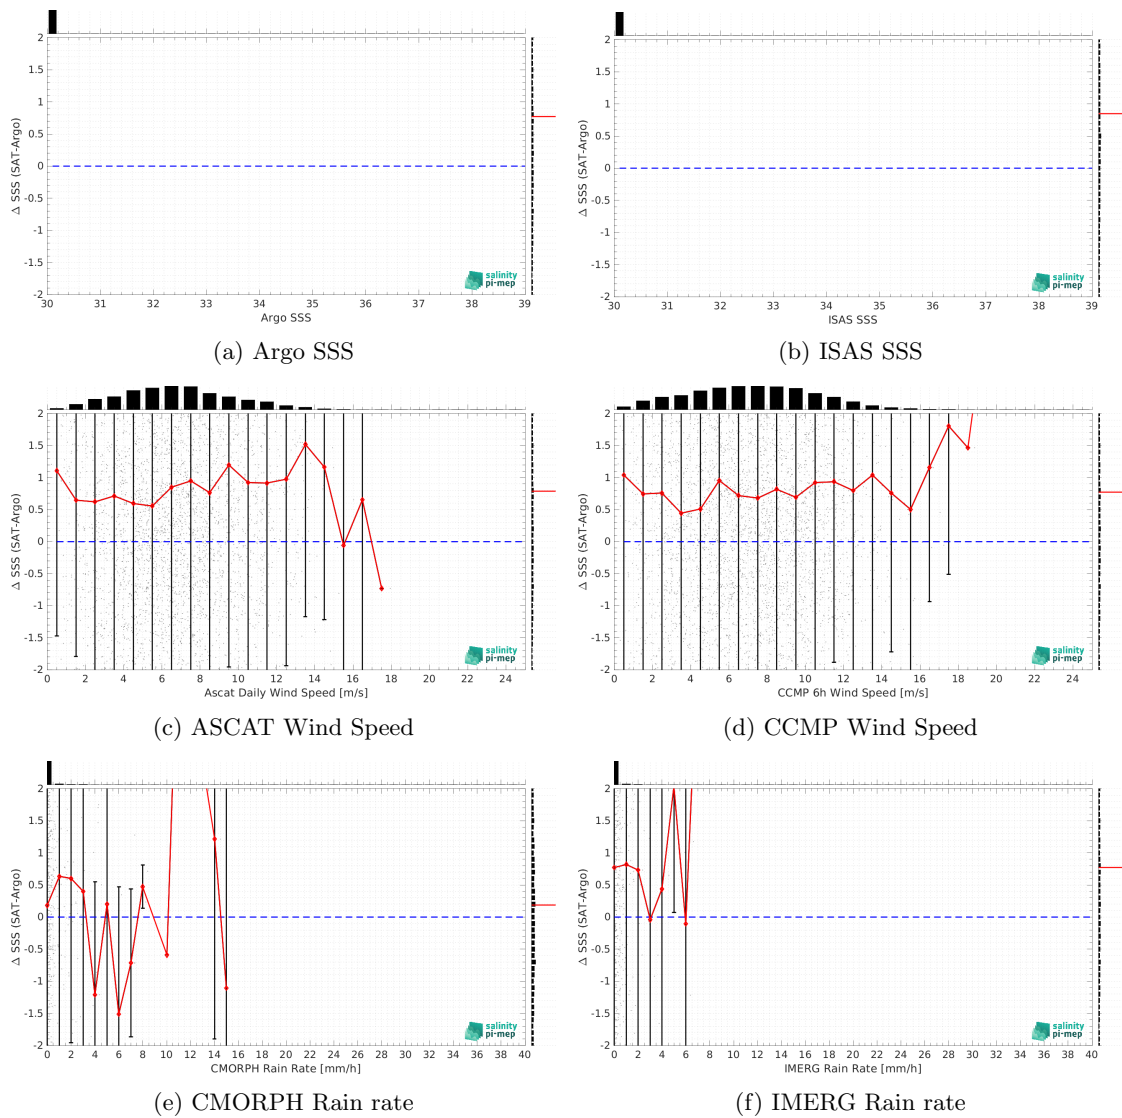 2
1.5
1
0.5
0
-0.5
-1
-1.5
-2
Δ SSS (SAT-Argo)
30 31 32 33 34 35 36 37 38 39
Argo SSS
salinity
pi-mep
(a) Argo SSS
2
1.5
1
0.5
0
-0.5
-1
-1.5
-2
Δ SSS (SAT-Argo)
30 31 32 33 34 35 36 37 38 39
ISAS SSS
salinity
pi-mep
(b) ISAS SSS
2
1.5
1
0.5
0
-0.5
-1
-1.5
-2
Δ SSS (SAT-Argo)
0 2 4 6 8 10 12 14 16 18 20 22 24
Ascat Daily Wind Speed [m/s]
salinity
pi-mep
(c) ASCAT Wind Speed
2
1.5
1
0.5
0
-0.5
-1
-1.5
-2
Δ SSS (SAT-Argo)
0 2 4 6 8 10 12 14 16 18 20 22 24
CCMP 6h Wind Speed [m/s]
salinity
pi-mep
(d) CCMP Wind Speed
2
1.5
1
0.5
0
-0.5
-1
-1.5
-2
Δ SSS (SAT-Argo)
0 2 4 6 8 10 12 14 16 18 20 22 24 26 28 30 32 34 36 38 40
CMORPH Rain Rate [mm/h]
salinity
pi-mep
(e) CMORPH Rain rate
2
1.5
1
0.5
0
-0.5
-1
-1.5
-2
Δ SSS (SAT-Argo)
0 2 4 6 8 10 12 14 16 18 20 22 24 26 28 30 32 34 36 38 40
IMERG Rain Rate [mm/h]
salinity
pi-mep
(f) IMERG Rain rate